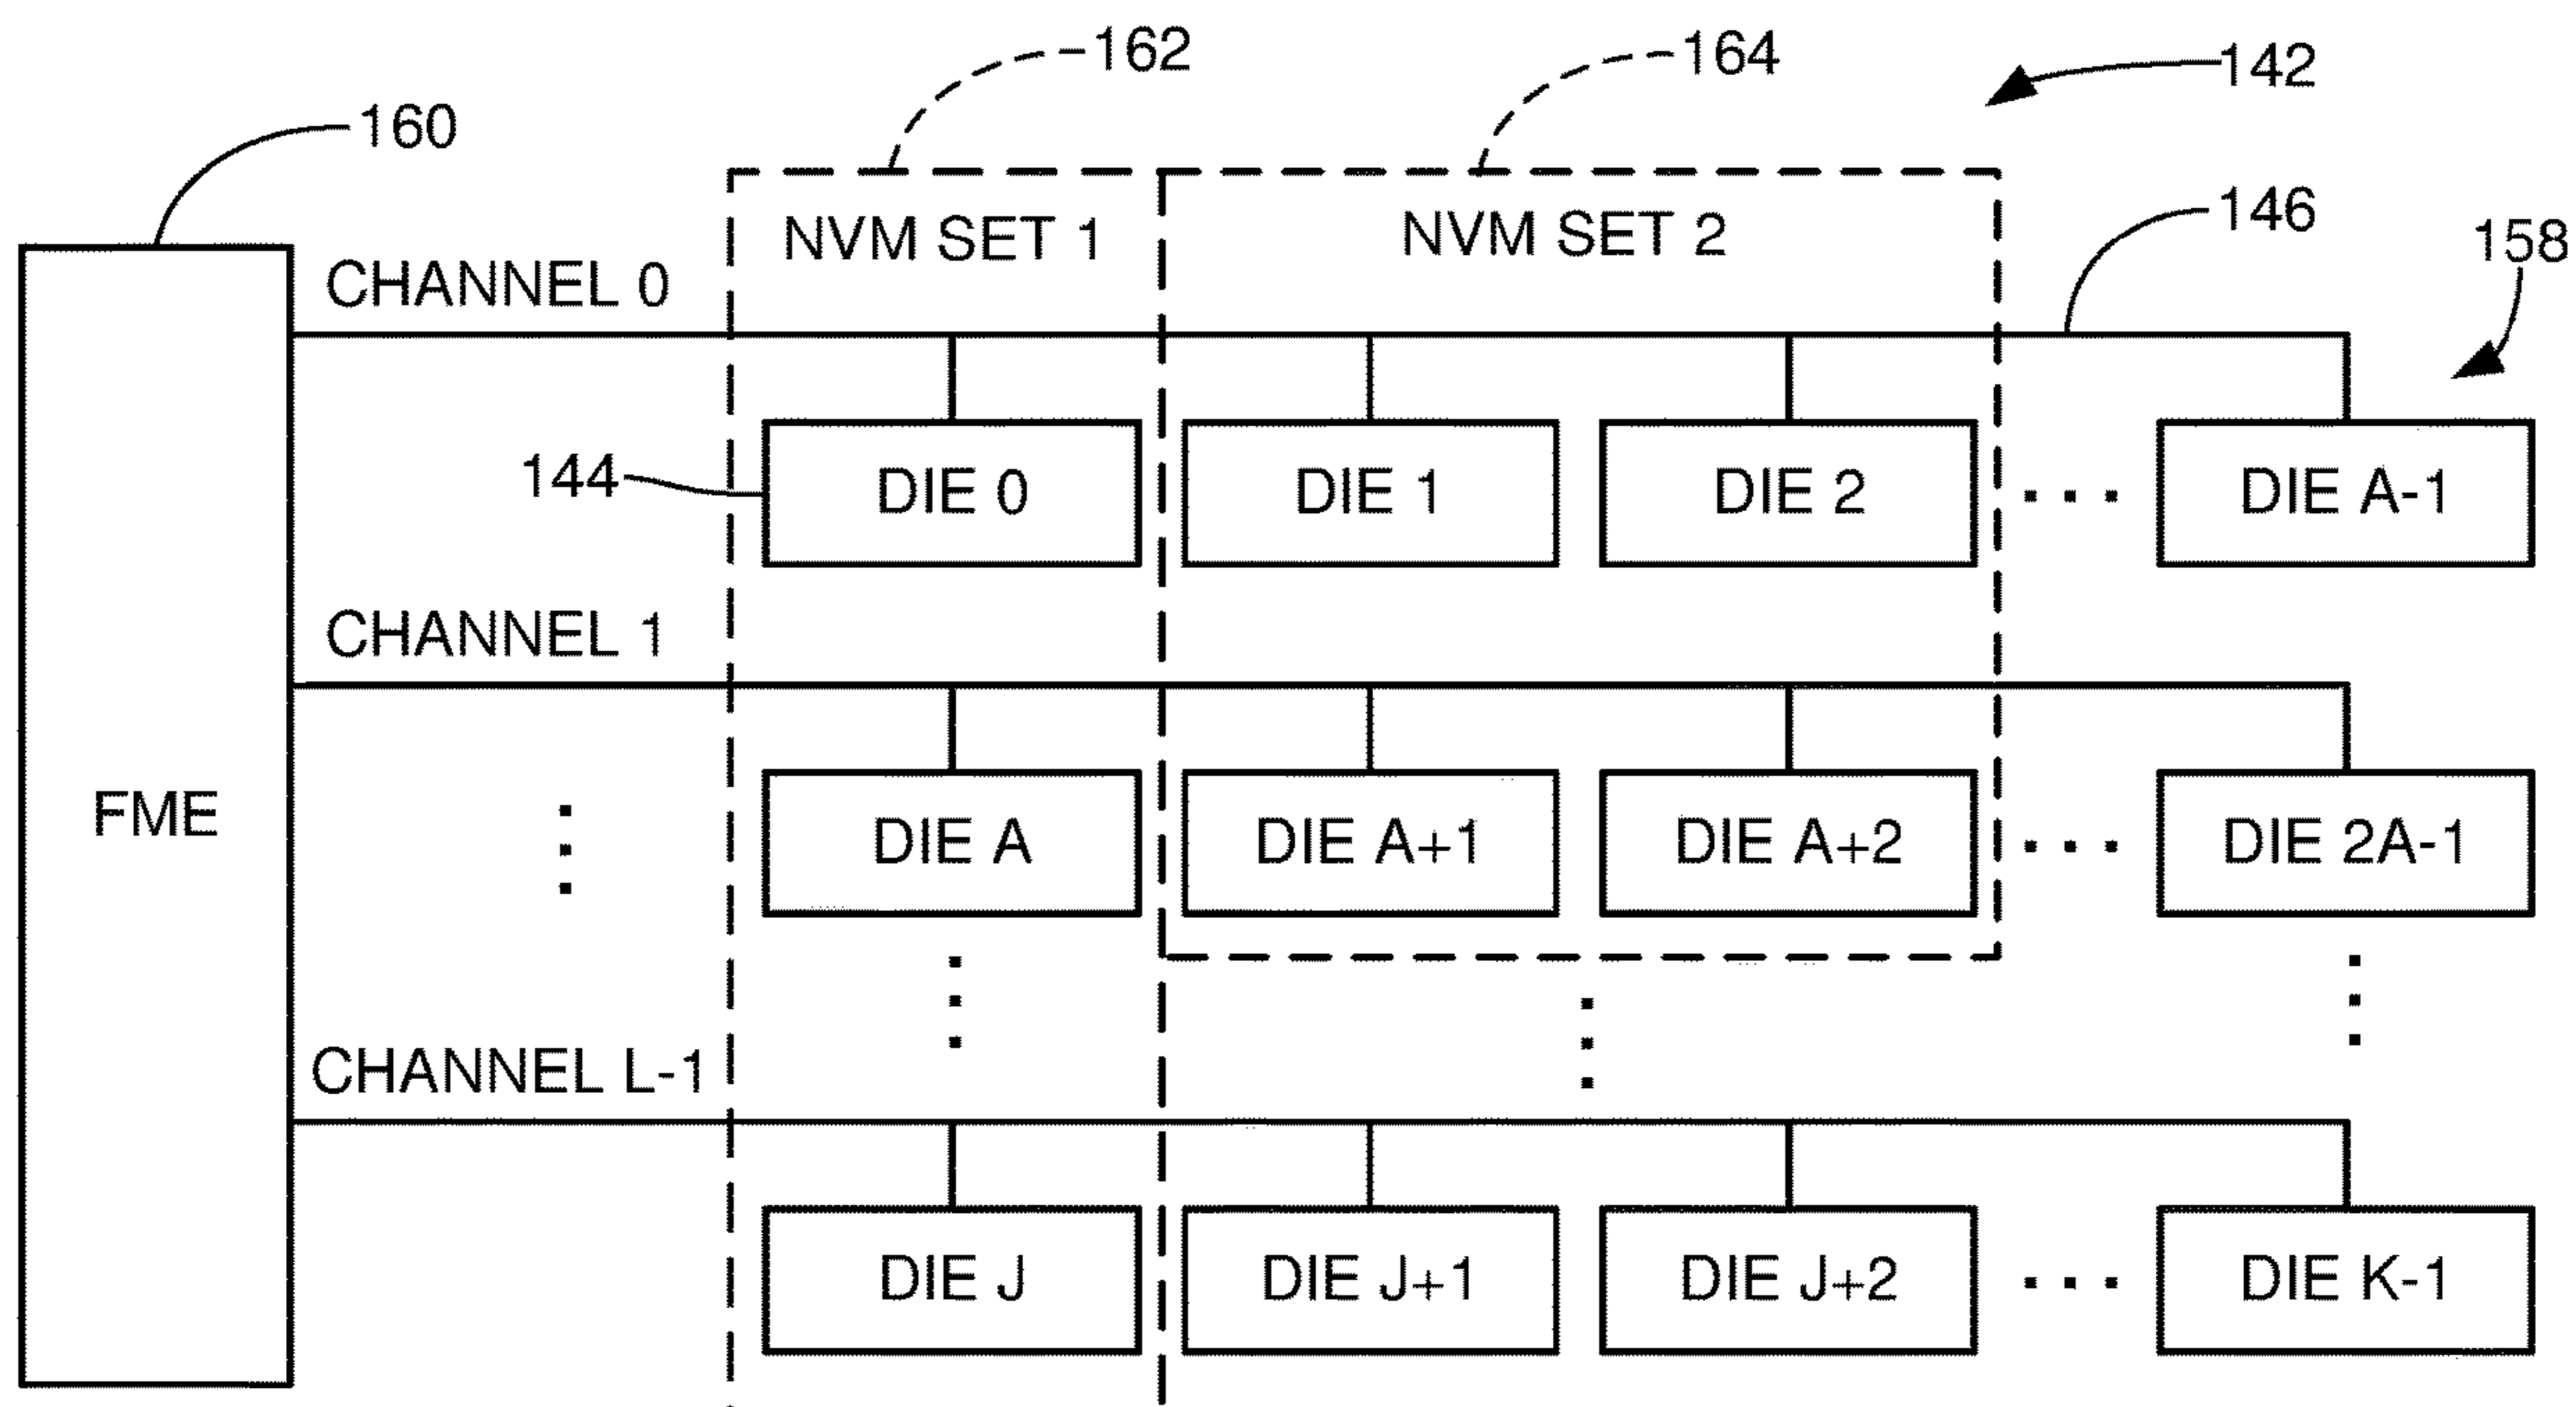 162
164
142
160
146
158
NVM SET 1
NVM SET 2
CHANNEL 0
144
DIE 0
DIE 1
DIE 2
. . .
DIE A-1
CHANNEL 1
FME
DIE A
DIE A+1
DIE A+2
. . .
DIE 2A-1
CHANNEL L-1
DIE J
DIE J+1
DIE J+2
. . .
DIE K-1